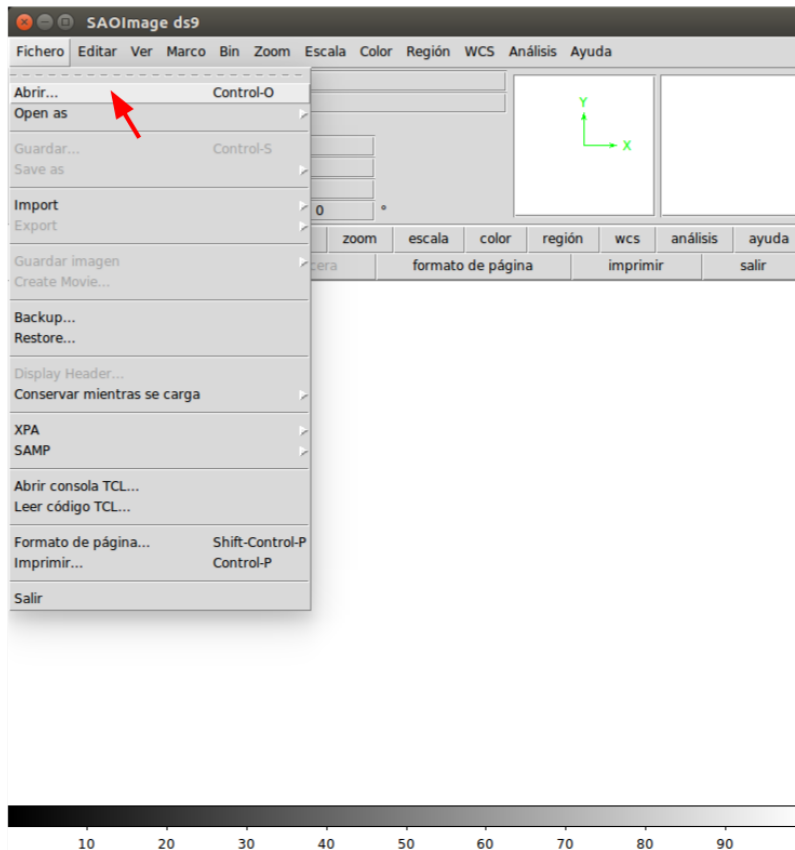 SAOImage ds9
Fichero Editar Ver Marco Bin Zoom Escala Color Región WCS Análisis Ayuda
Abrir... Control-O
Open as
Guardar... Control-S
Save as
Import
Export
Guardar imagen
Create Movie...
Backup...
Restore...
Display Header...
Conservar mientras se carga
XPA
SAMP
Abrir consola TCL...
Leer código TCL...
Formato de página... Shift-Control-P
Imprimir... Control-P
Salir
Y
X
0 °
zoom escala color región wcs análisis ayuda
formato de página imprimir salir
10 20 30 40 50 60 70 80 90